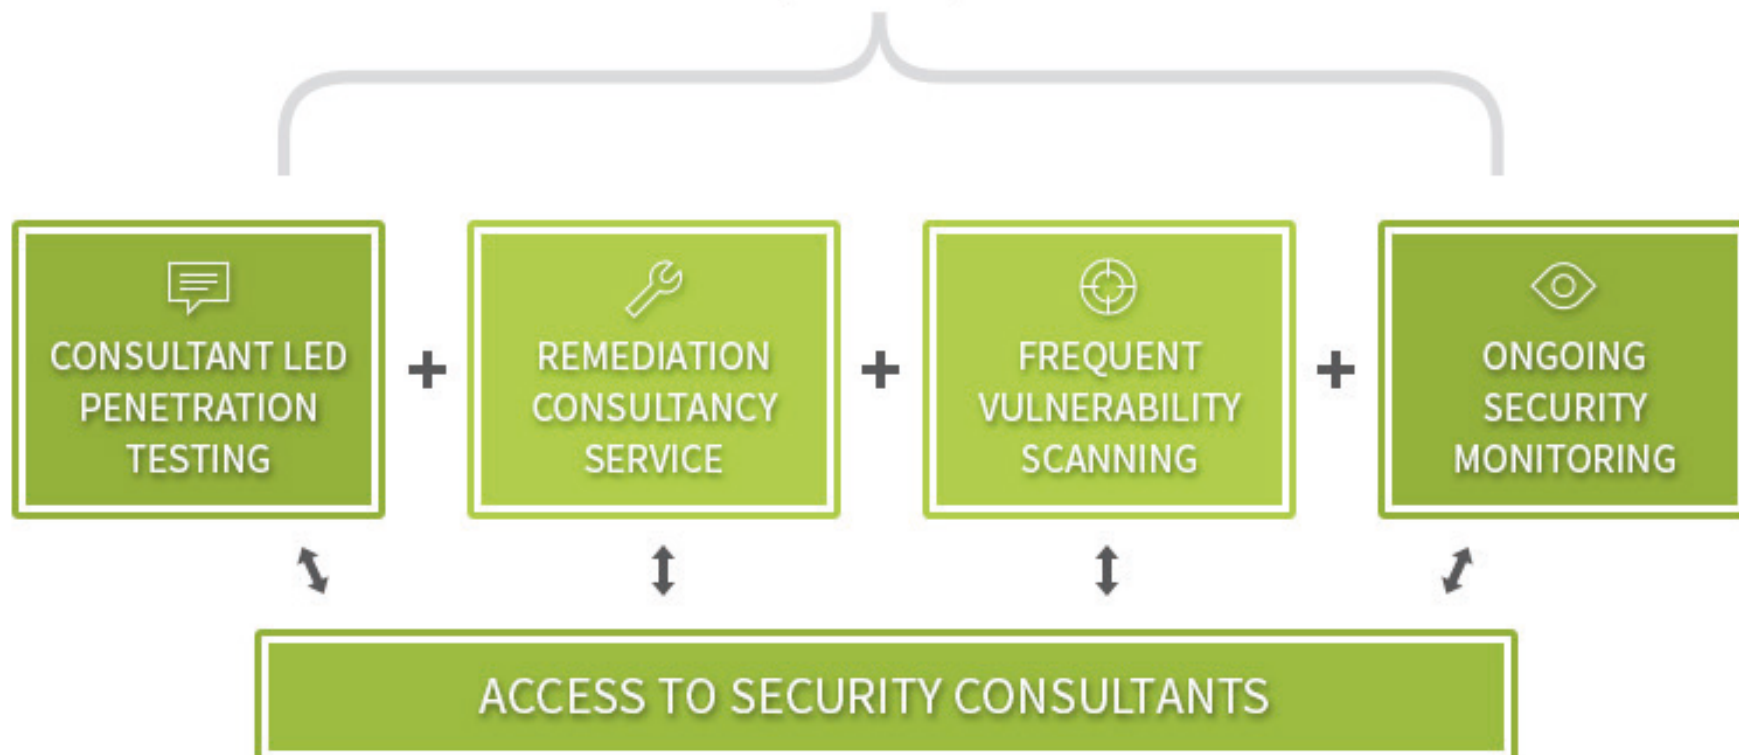 CONSULTANT LED
PENETRATION
TESTING
+
REMEDIATION
CONSULTANCY
SERVICE
+
FREQUENT
VULNERABILITY
SCANNING
+
ONGOING
SECURITY
MONITORING
ACCESS TO SECURITY CONSULTANTS